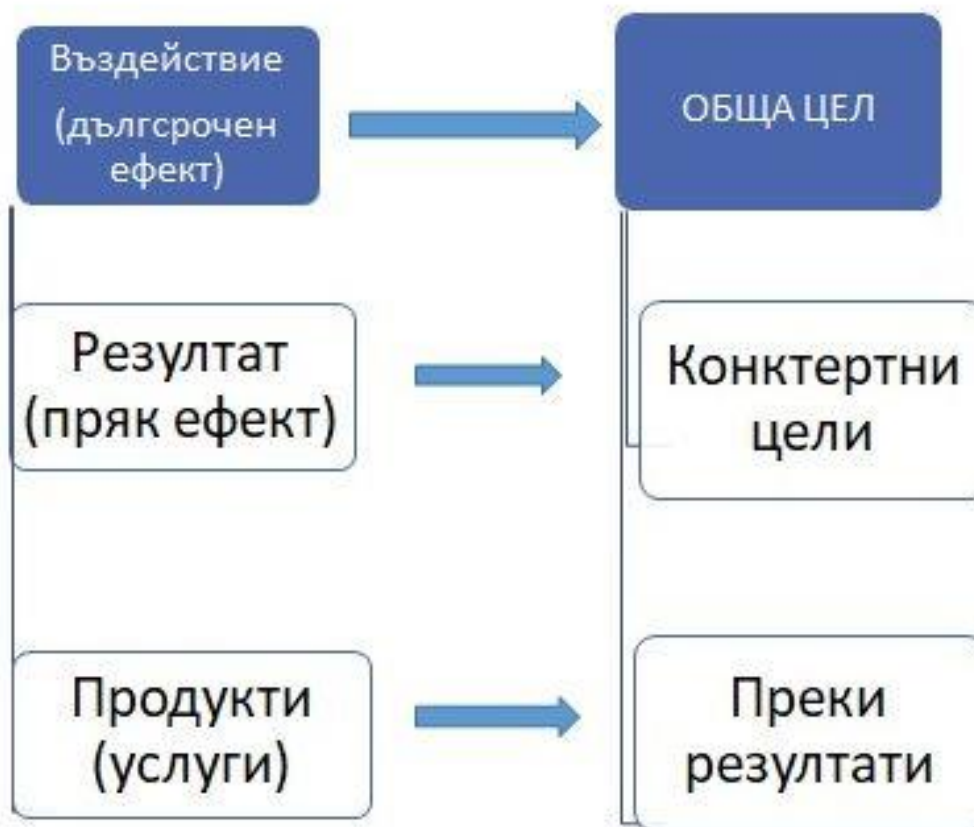 Въздействие
(дългсрочен
ефект)
ОБЩА ЦЕЛ
Резултат
(пряк ефект)
Конктертни
цели
Продукти
(услуги)
Преки
резултати